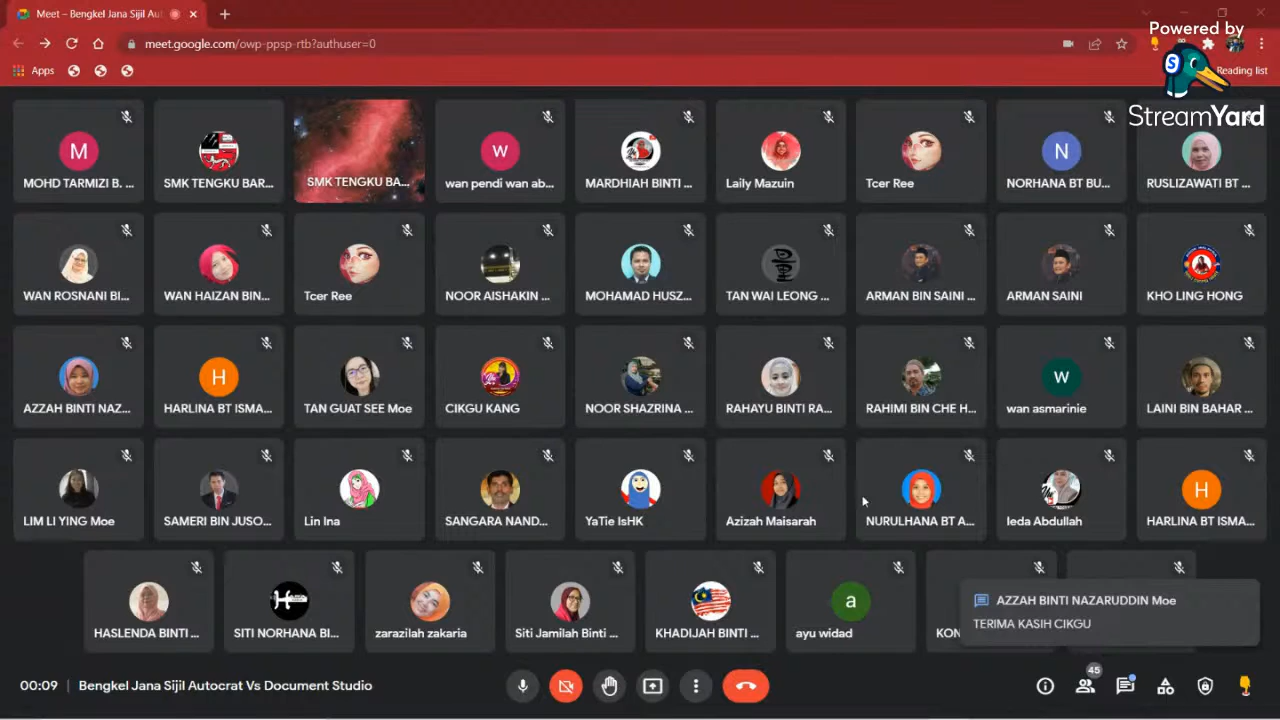 Meet – Bengkel Jana Sijil Au
Powered by
meet.google.com/owp-ppsp-rtb?authuser=0
Apps
Reading list
StreamYard
M
w
N
MOHD TARMIZI B. ...
SMK TENGKU BAR...
SMK TENGKU BA...
wan pendi wan ab...
MARDHIAH BINTI ...
Laily Mazuin
Tcer Ree
NORHANA BT BU...
RUSLIZAWATI BT ...
WAN ROSNANI BI...
WAN HAIZAN BIN...
Tcer Ree
NOOR AISHAKIN ...
MOHAMAD HUSZ...
TAN WAI LEONG ...
ARMAN BIN SAINI ...
ARMAN SAINI
KHO LING HONG
H
w
AZZAH BINTI NAZ...
HARLINA BT ISMA...
TAN GUAT SEE Moe
CIKGU KANG
NOOR SHAZRINA ...
RAHAYU BINTI RA...
RAHIMI BIN CHE H...
wan asmarinie
LAINI BIN BAHAR ...
H
LIM LI YING Moe
SAMERI BIN JUSO...
Lin Ina
SANGARA NAND...
YaTie IsHK
Azizah Maisarah
NURULHANA BT A...
Ieda Abdullah
HARLINA BT ISMA...
a
HASLENDA BINTI ...
SITI NORHANA BI...
zarazilah zakaria
Siti Jamilah Binti ...
KHADIJAH BINTI ...
ayu widad
KON
AZZAH BINTI NAZARUDDIN Moe
TERIMA KASIH CIKGU
00:09 | Bengkel Jana Sijil Autocrat Vs Document Studio
45